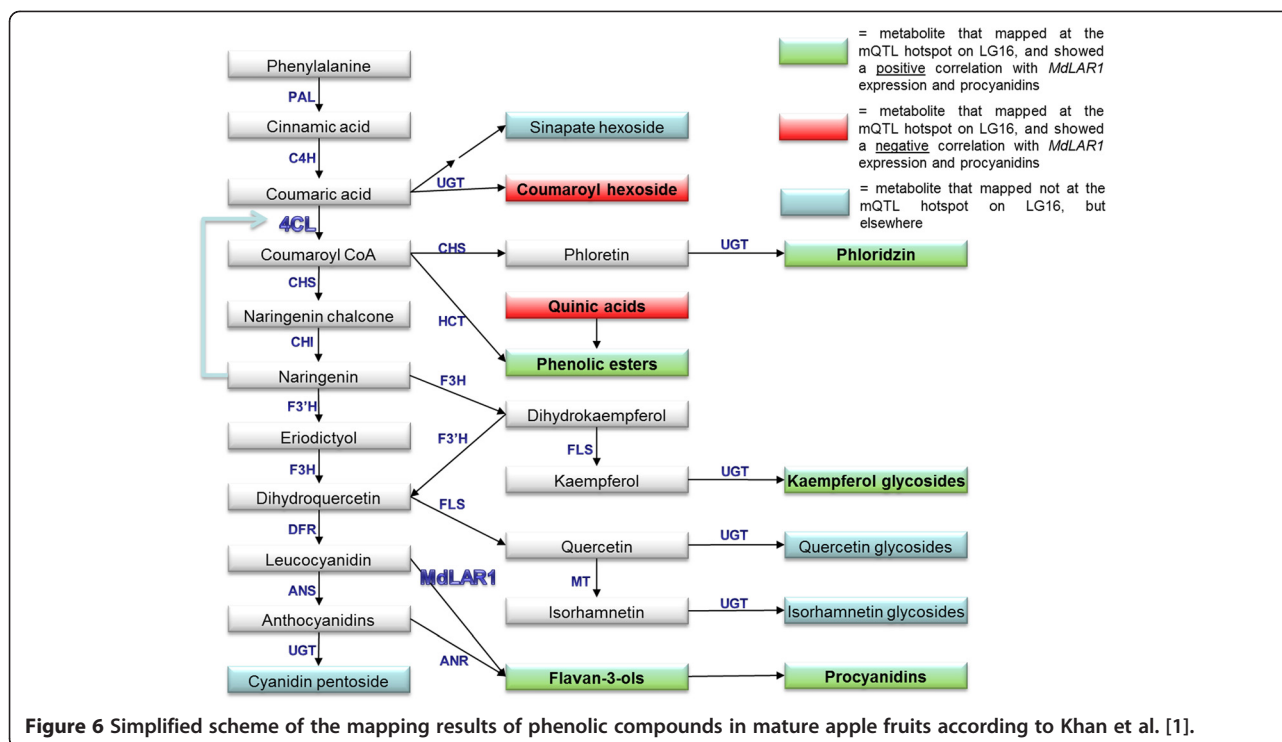 Phenylalanine
PAL
Cinnamic acid
C4H
Coumaric acid
UGT
Sinapate hexoside
Coumaroyl hexoside
4CL
Coumaroyl CoA
CHS
Phloretin
UGT
Phloridzin
CHS
HCT
Quinic acids
Naringenin chalcone
CHI
Phenolic esters
Naringenin
F3H
F3'H
Dihydrokaempferol
Eriodictyol
F3'H
FLS
F3H
Kaempferol
UGT
Kaempferol glycosides
Dihydroquercetin
FLS
DFR
Quercetin
UGT
Quercetin glycosides
Leucocyanidin
MdLAR1
MT
ANS
Isorhamnetin
UGT
Isorhamnetin glycosides
Anthocyanidins
UGT
ANR
Cyanidin pentoside
Flavan-3-ols
Procyanidins
= metabolite that mapped at the
mQTL hotspot on LG16, and showed
a positive correlation with MdLAR1
expression and procyanidins
= metabolite that mapped at the
mQTL hotspot on LG16, and showed
a negative correlation with MdLAR1
expression and procyanidins
= metabolite that mapped not at the
mQTL hotspot on LG16, but
elsewhere
Figure 6 Simplified scheme of the mapping results of phenolic compounds in mature apple fruits according to Khan et al. [1].